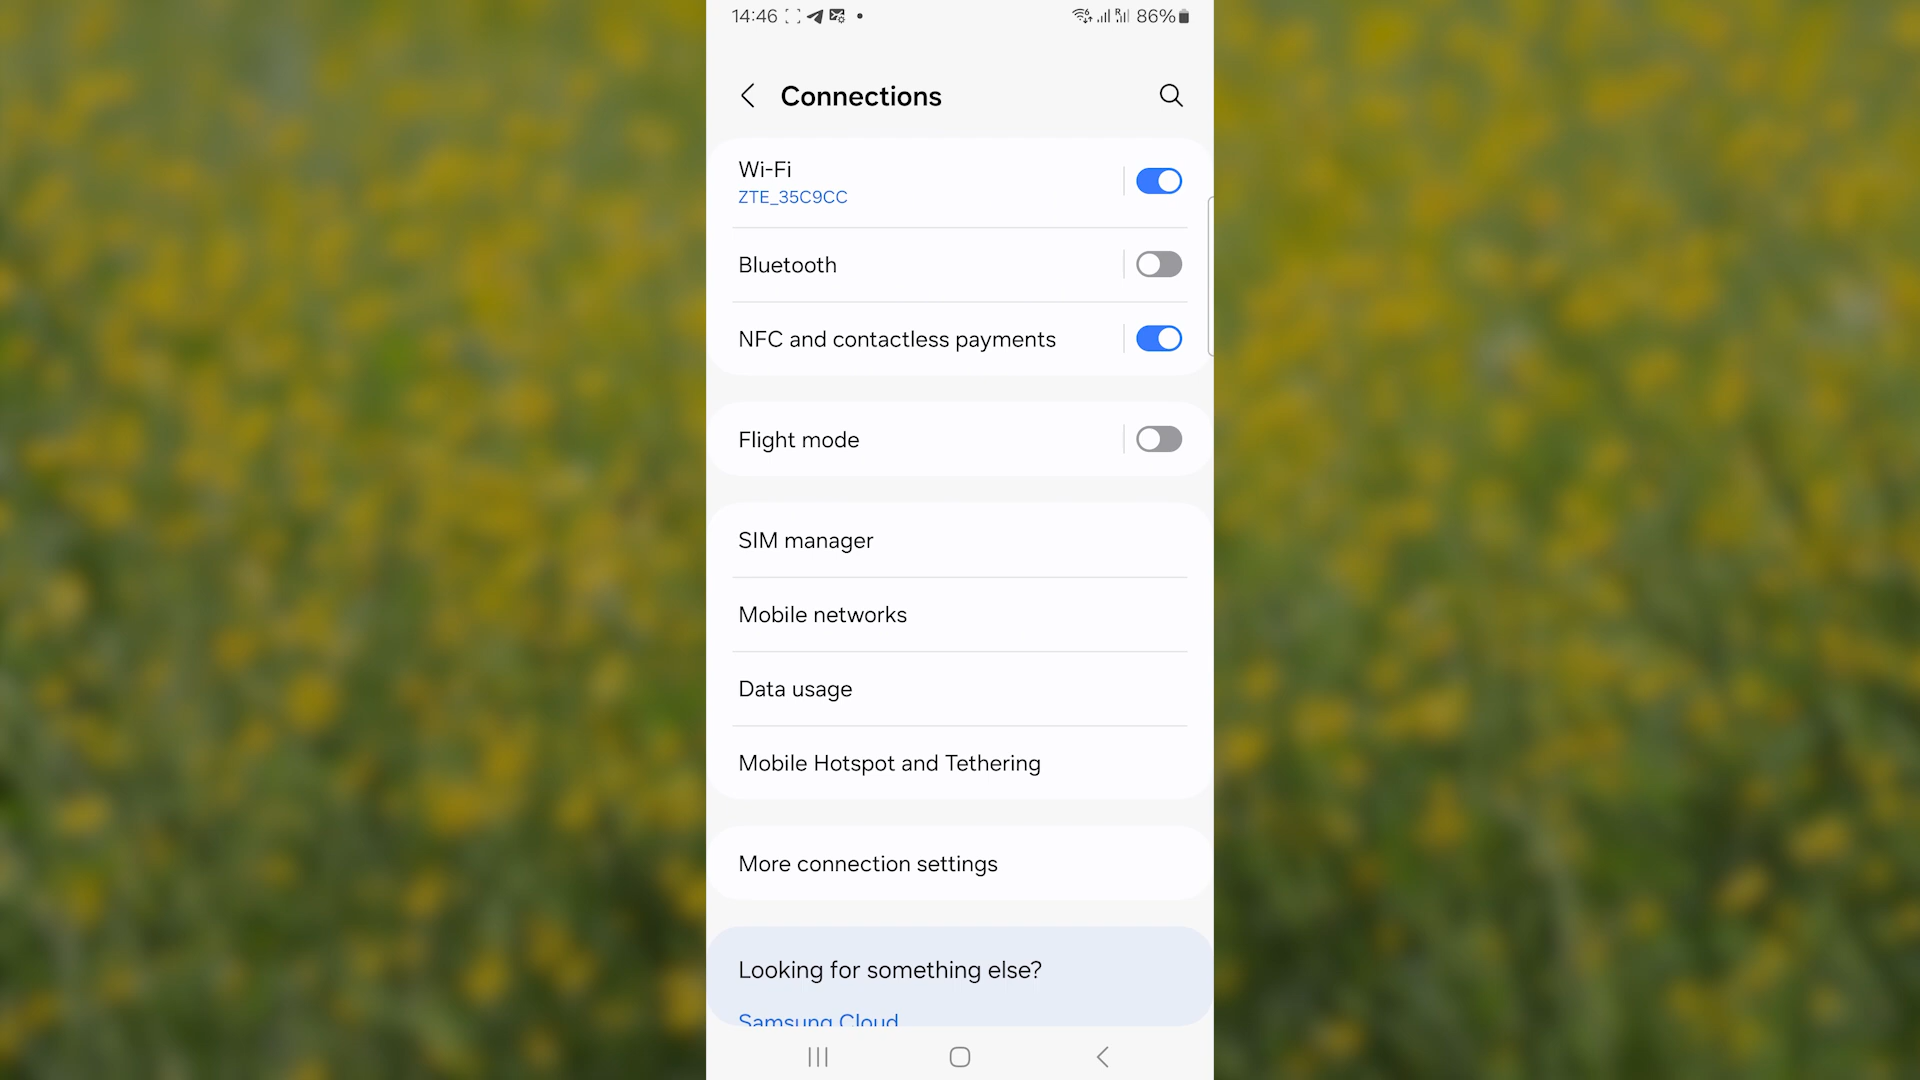 14:46 86%
Connections
Wi-Fi
ZTE_35C9CC
Bluetooth
NFC and contactless payments
Flight mode
SIM manager
Mobile networks
Data usage
Mobile Hotspot and Tethering
More connection settings
Looking for something else?
Samsung Cloud